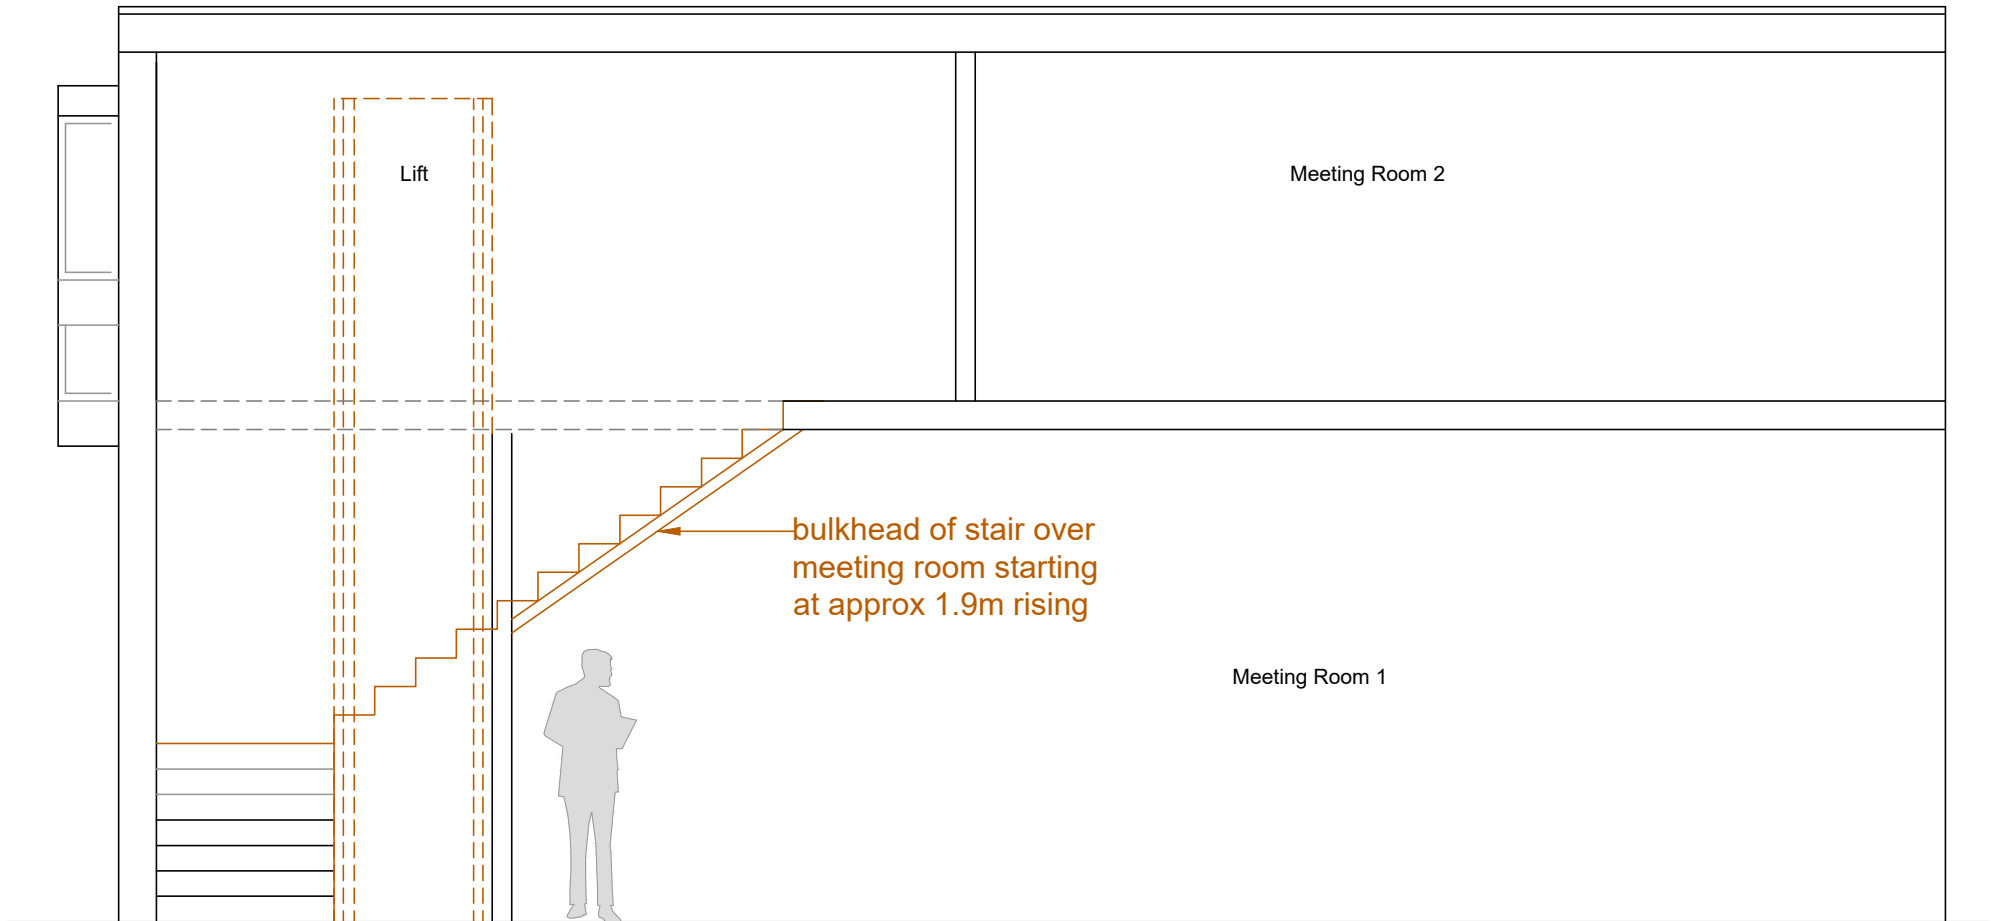 Lift
Meeting Room 2
bulkhead of stair over
meeting room starting
at approx 1.9m rising
Meeting Room 1